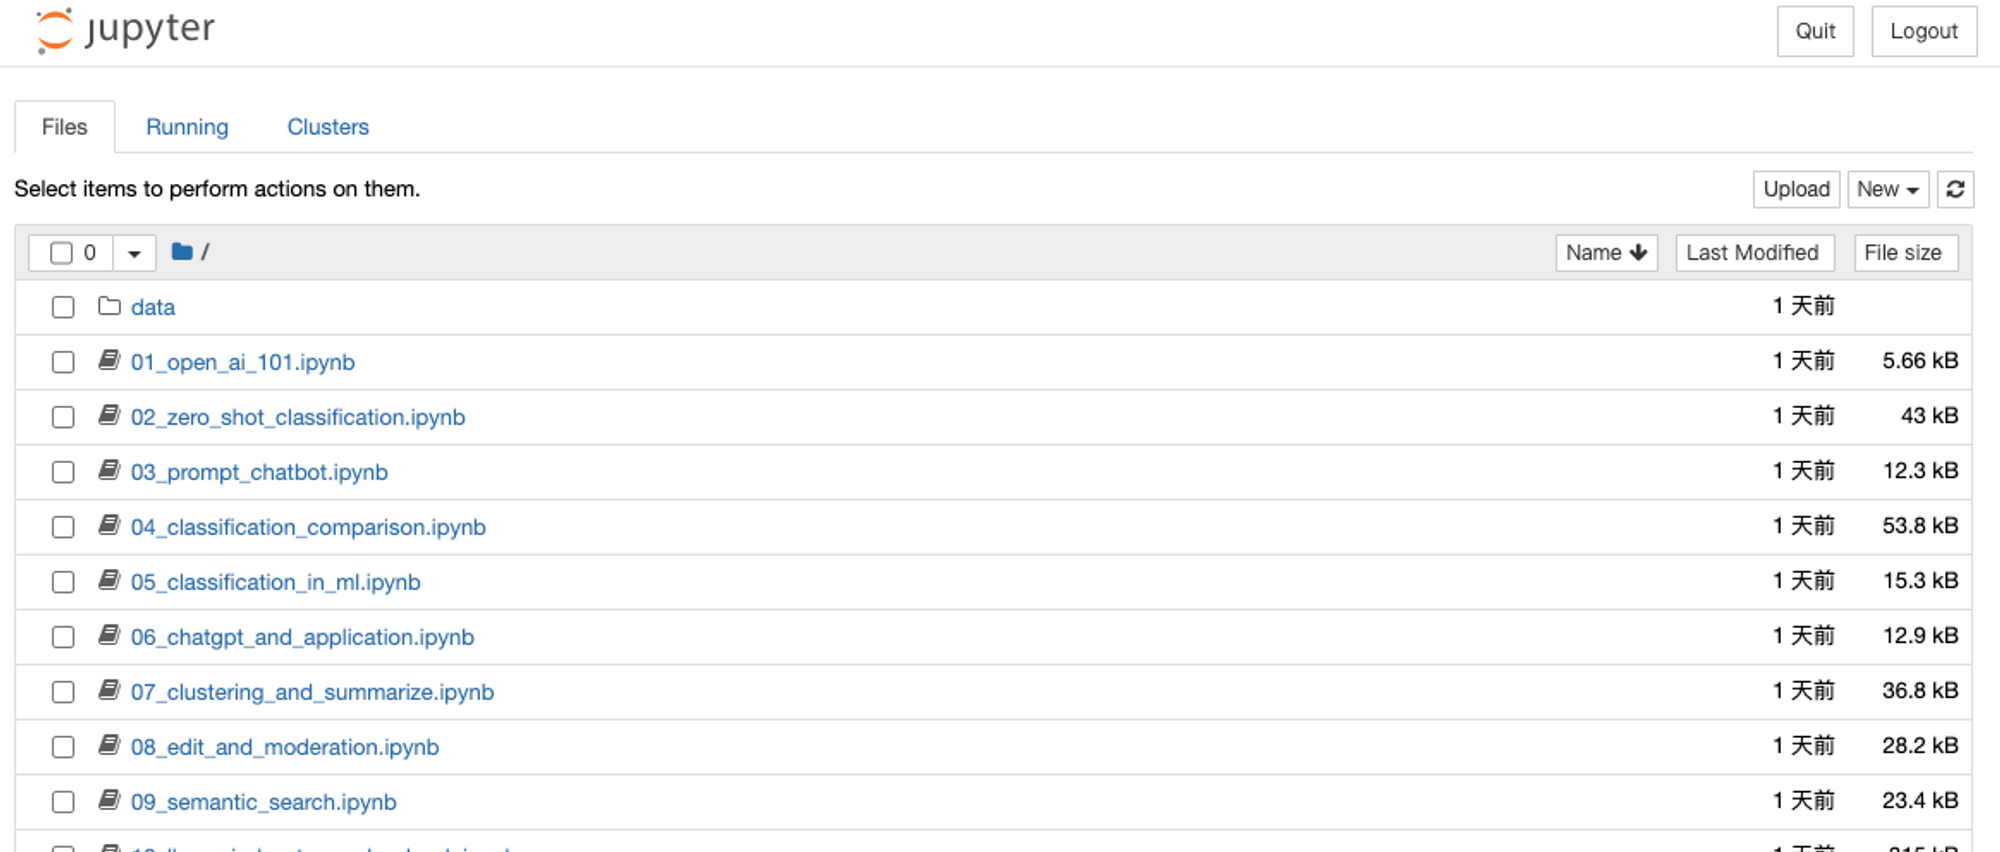 jupyter
Quit Logout
Files Running Clusters
Select items to perform actions on them.
Upload New
0 / Name Last Modified File size
data 1 天前
01_open_ai_101.ipynb 1 天前 5.66 kB
02_zero_shot_classification.ipynb 1 天前 43 kB
03_prompt_chatbot.ipynb 1 天前 12.3 kB
04_classification_comparison.ipynb 1 天前 53.8 kB
05_classification_in_ml.ipynb 1 天前 15.3 kB
06_chatgpt_and_application.ipynb 1 天前 12.9 kB
07_clustering_and_summarize.ipynb 1 天前 36.8 kB
08_edit_and_moderation.ipynb 1 天前 28.2 kB
09_semantic_search.ipynb 1 天前 23.4 kB